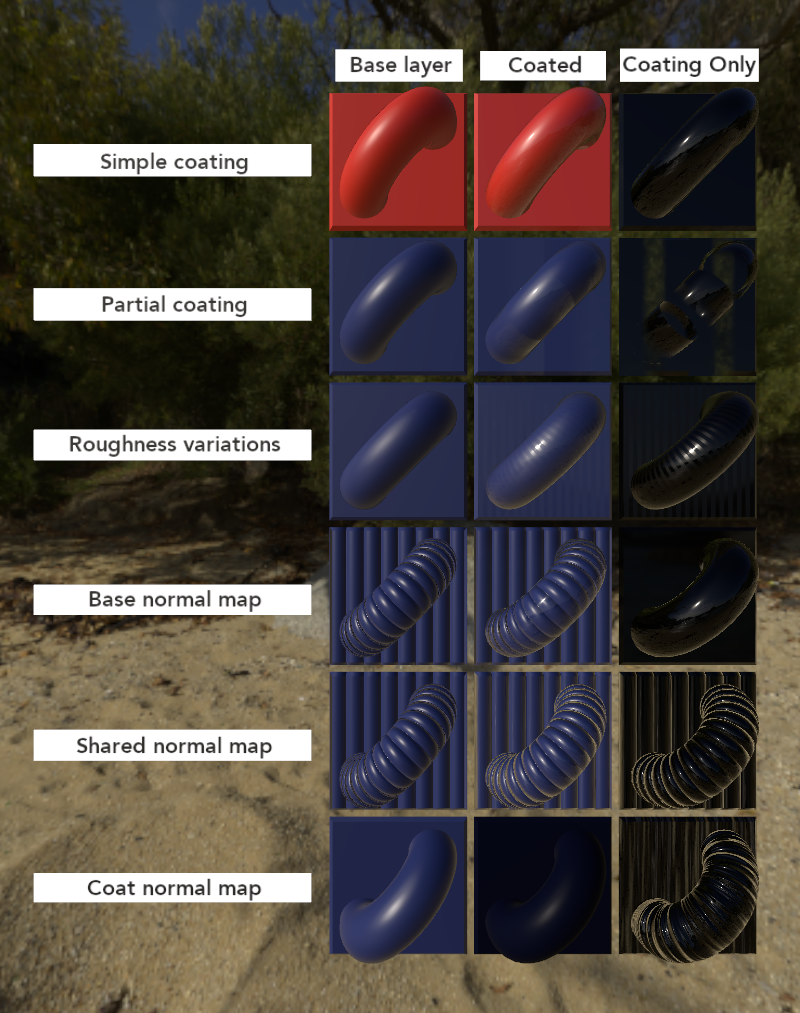 Base layer
Coated
Coating Only
Simple coating
Partial coating
Roughness variations
Base normal map
Shared normal map
Coat normal map